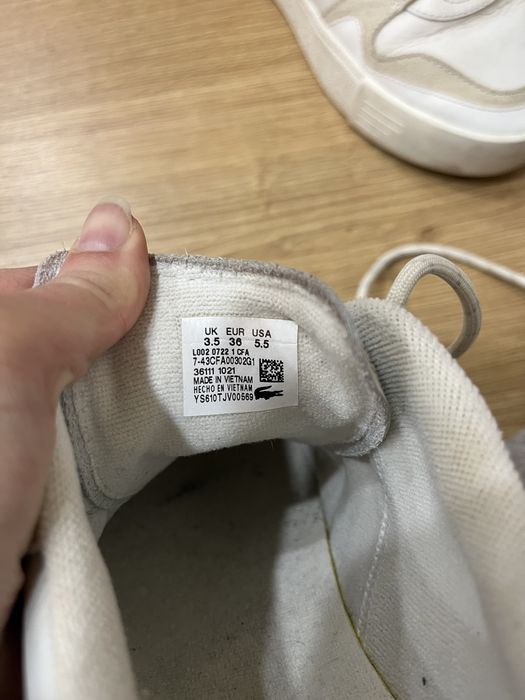 UK EUR USA
3.5 36 5.5
L002 0722 1 CFA
7-43CFA00302G1
36111 1021
MADE IN VIETNAM
HECHO EN VIETNAM
YS610TJV00569